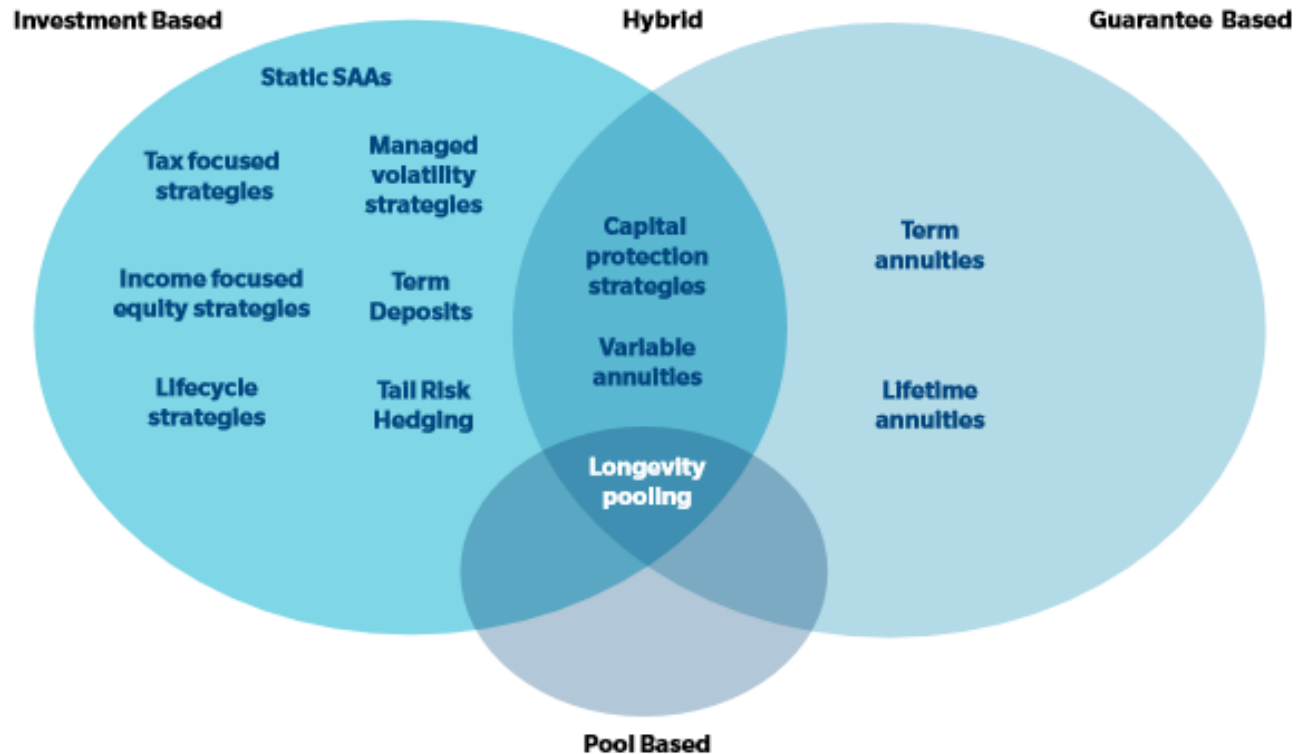 Investment Based
Hybrid
Guarantee Based
Static SAAs
Tax focused
strategies
Managed
volatility
strategies
Income focused
equity strategies
Term
Deposits
Lifecycle
strategies
Tail Risk
Hedging
Capital
protection
strategies
Variable
annuities
Longevity
pooling
Term
annuities
Lifetime
annuities
Pool Based